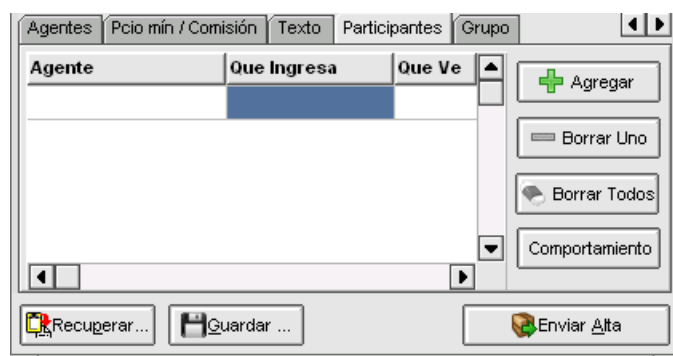 Agentes Pcio mín / Comisión Texto Participantes Grupo
Agente Que Ingresa Que Ve
Agregar
Borrar Uno
Borrar Todos
Comportamiento
Recuperar... Guardar ... Enviar Alta